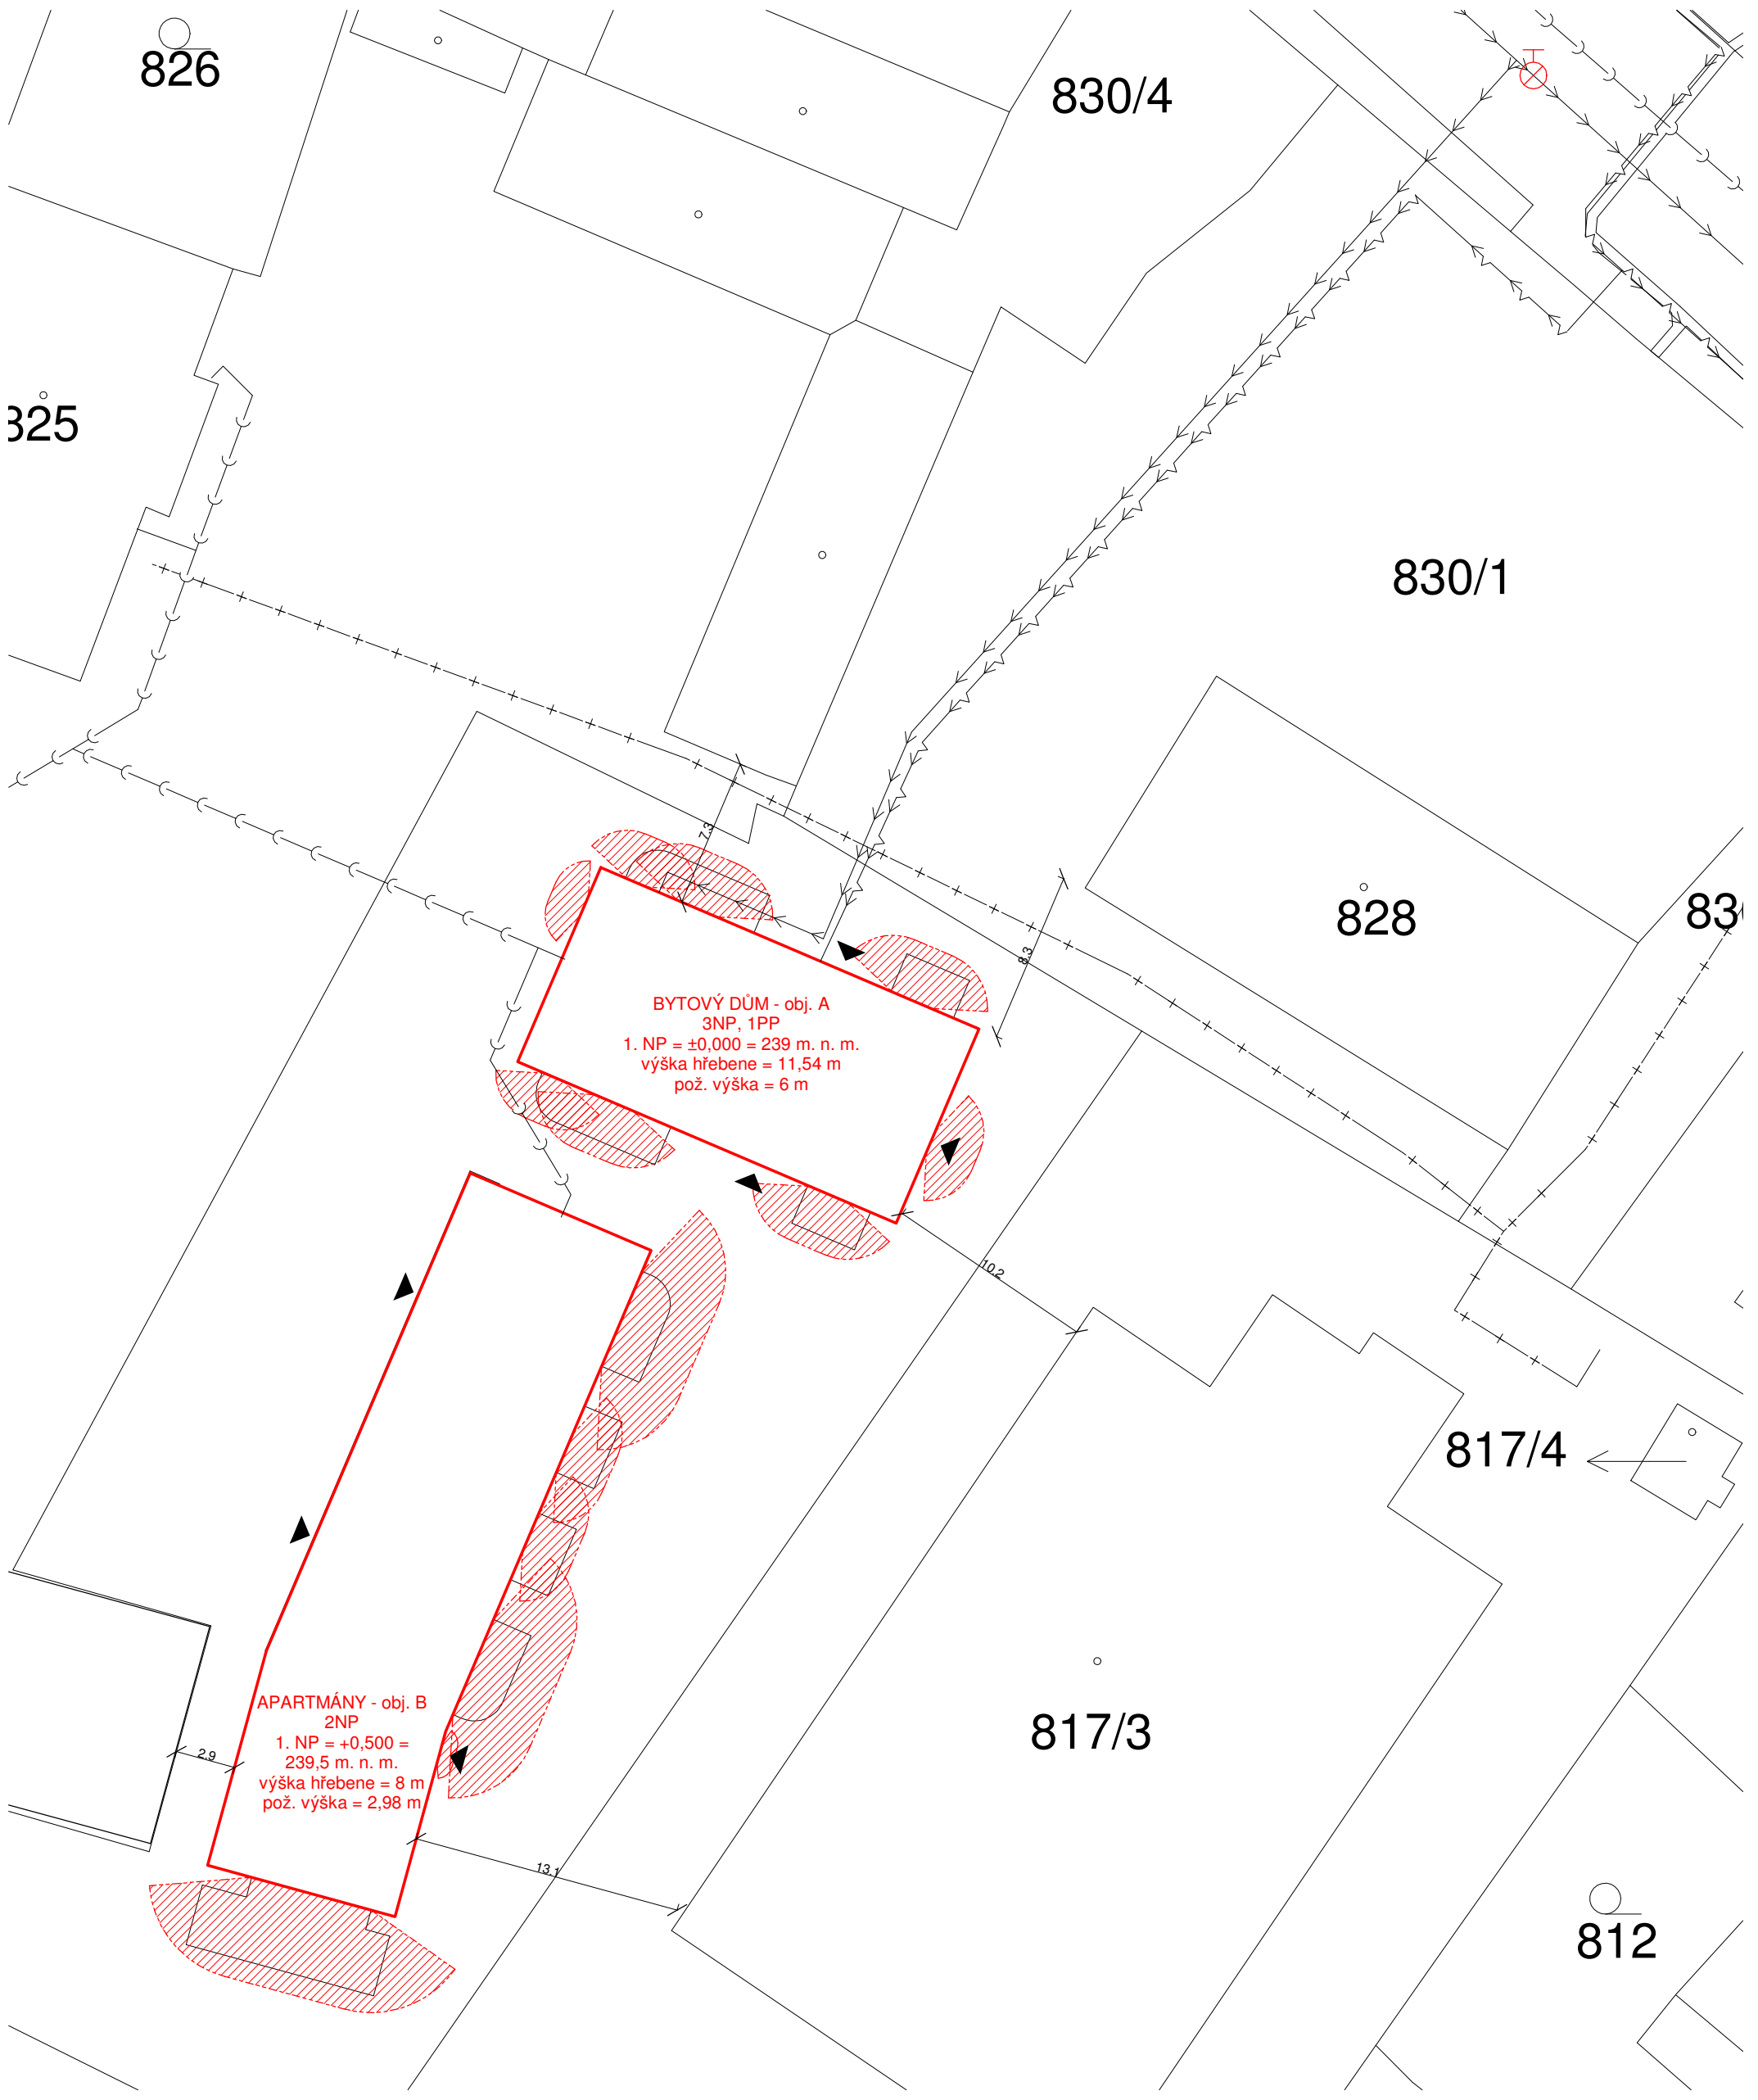 826
830/4
825
830/1
7.3
828
8.3
BYTOVÝ DŮM - obj. A
3NP, 1PP
1. NP = ±0,000 = 239 m. n. m.
výška hřebene = 11,54 m
pož. výška = 6 m
10.2
817/4
APARTMÁNY - obj. B
2NP
1. NP = +0,500 =
239,5 m. n. m.
výška hřebene = 8 m
pož. výška = 2,98 m
2.9
817/3
13.1
812